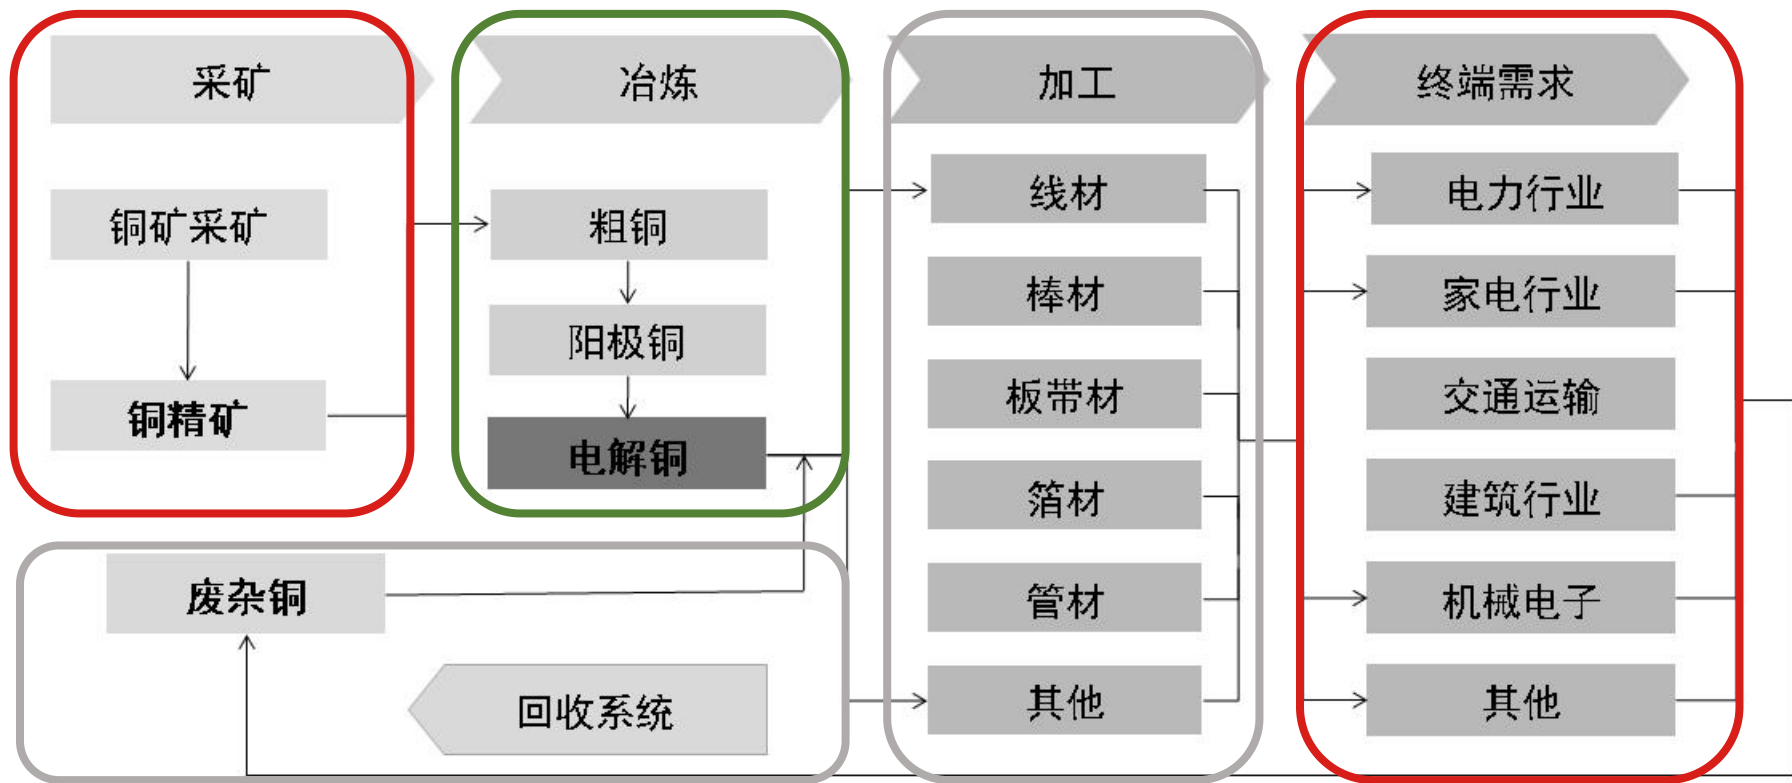 采矿
冶炼
加工
终端需求
铜矿采矿
铜精矿
粗铜
阳极铜
电解铜
废杂铜
回收系统
线材
棒材
板带材
箔材
管材
其他
电力行业
家电行业
交通运输
建筑行业
机械电子
其他